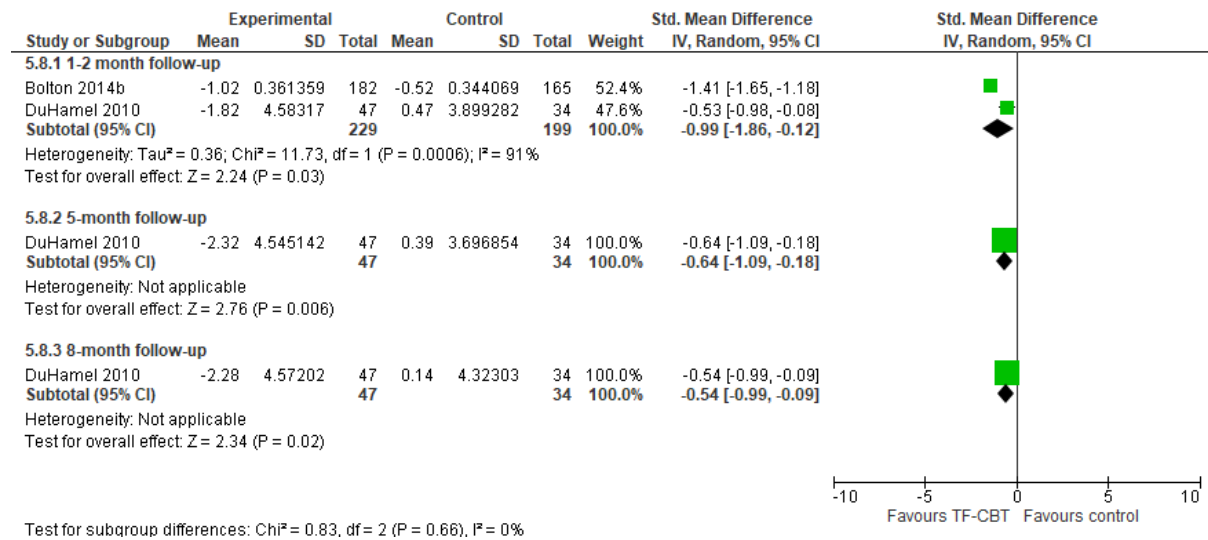 Experimental Control Std. Mean Difference Std. Mean Difference
Study or Subgroup Mean SD Total Mean SD Total Weight IV, Random, 95% CI IV, Random, 95% CI
5.8.1 1-2 month follow-up
Bolton 2014b -1.02 0.361359 182 -0.52 0.344069 165 52.4% -1.41 [-1.65, -1.18]
DuHamel 2010 -1.82 4.58317 47 0.47 3.899282 34 47.6% -0.53 [-0.98, -0.08]
Subtotal (95% CI) 229 199 100.0% -0.99 [-1.86, -0.12]
Heterogeneity: Tau² = 0.36; Chi² = 11.73, df = 1 (P = 0.0006); I² = 91%
Test for overall effect: Z = 2.24 (P = 0.03)
5.8.2 5-month follow-up
DuHamel 2010 -2.32 4.545142 47 0.39 3.696854 34 100.0% -0.64 [-1.09, -0.18]
Subtotal (95% CI) 47 34 100.0% -0.64 [-1.09, -0.18]
Heterogeneity: Not applicable
Test for overall effect: Z = 2.76 (P = 0.006)
5.8.3 8-month follow-up
DuHamel 2010 -2.28 4.57202 47 0.14 4.32303 34 100.0% -0.54 [-0.99, -0.09]
Subtotal (95% CI) 47 34 100.0% -0.54 [-0.99, -0.09]
Heterogeneity: Not applicable
Test for overall effect: Z = 2.34 (P = 0.02)
-10 -5 0 5 10
Favours TF-CBT Favours control
Test for subgroup differences: Chi² = 0.83, df = 2 (P = 0.66), I² = 0%